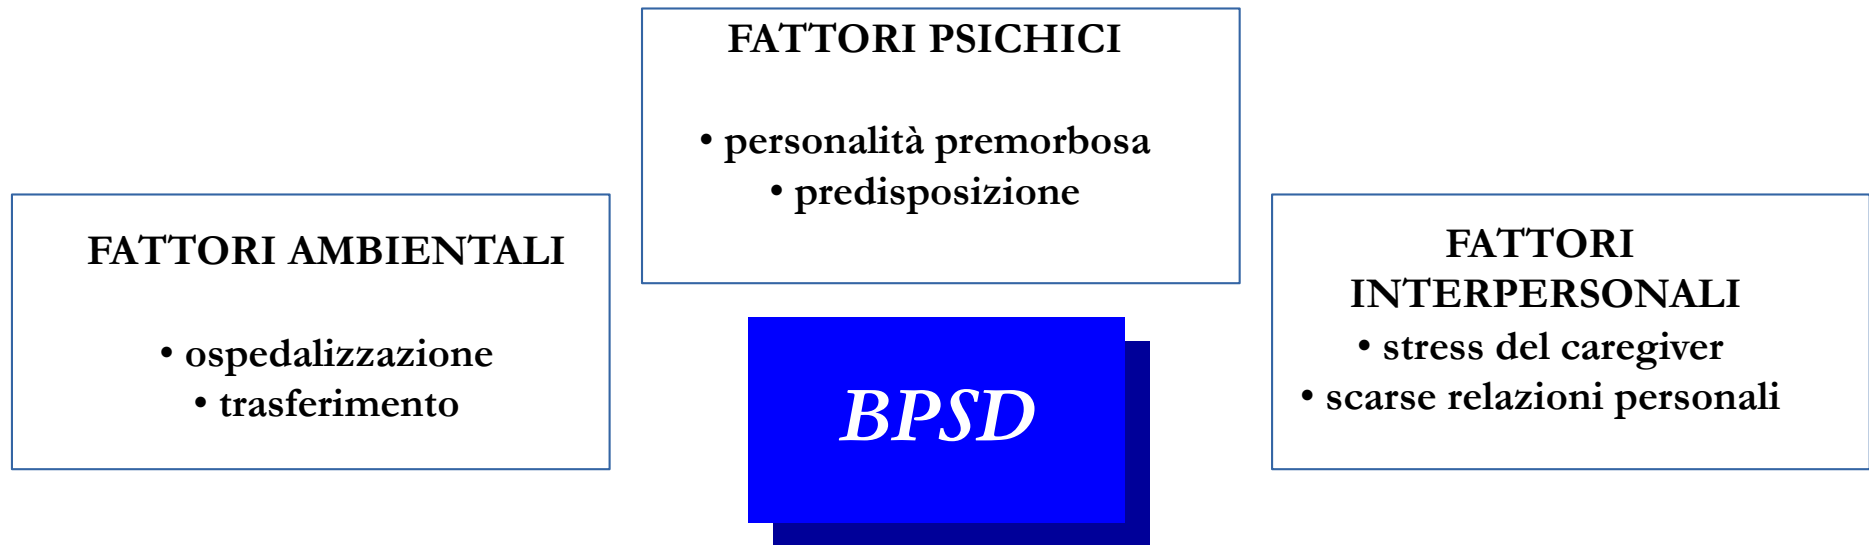 FATTORI PSICHICI
• personalità premorbosa
• predisposizione
FATTORI AMBIENTALI
• ospedalizzazione
• trasferimento
FATTORI
INTERPERSONALI
• stress del caregiver
• scarse relazioni personali
BPSD